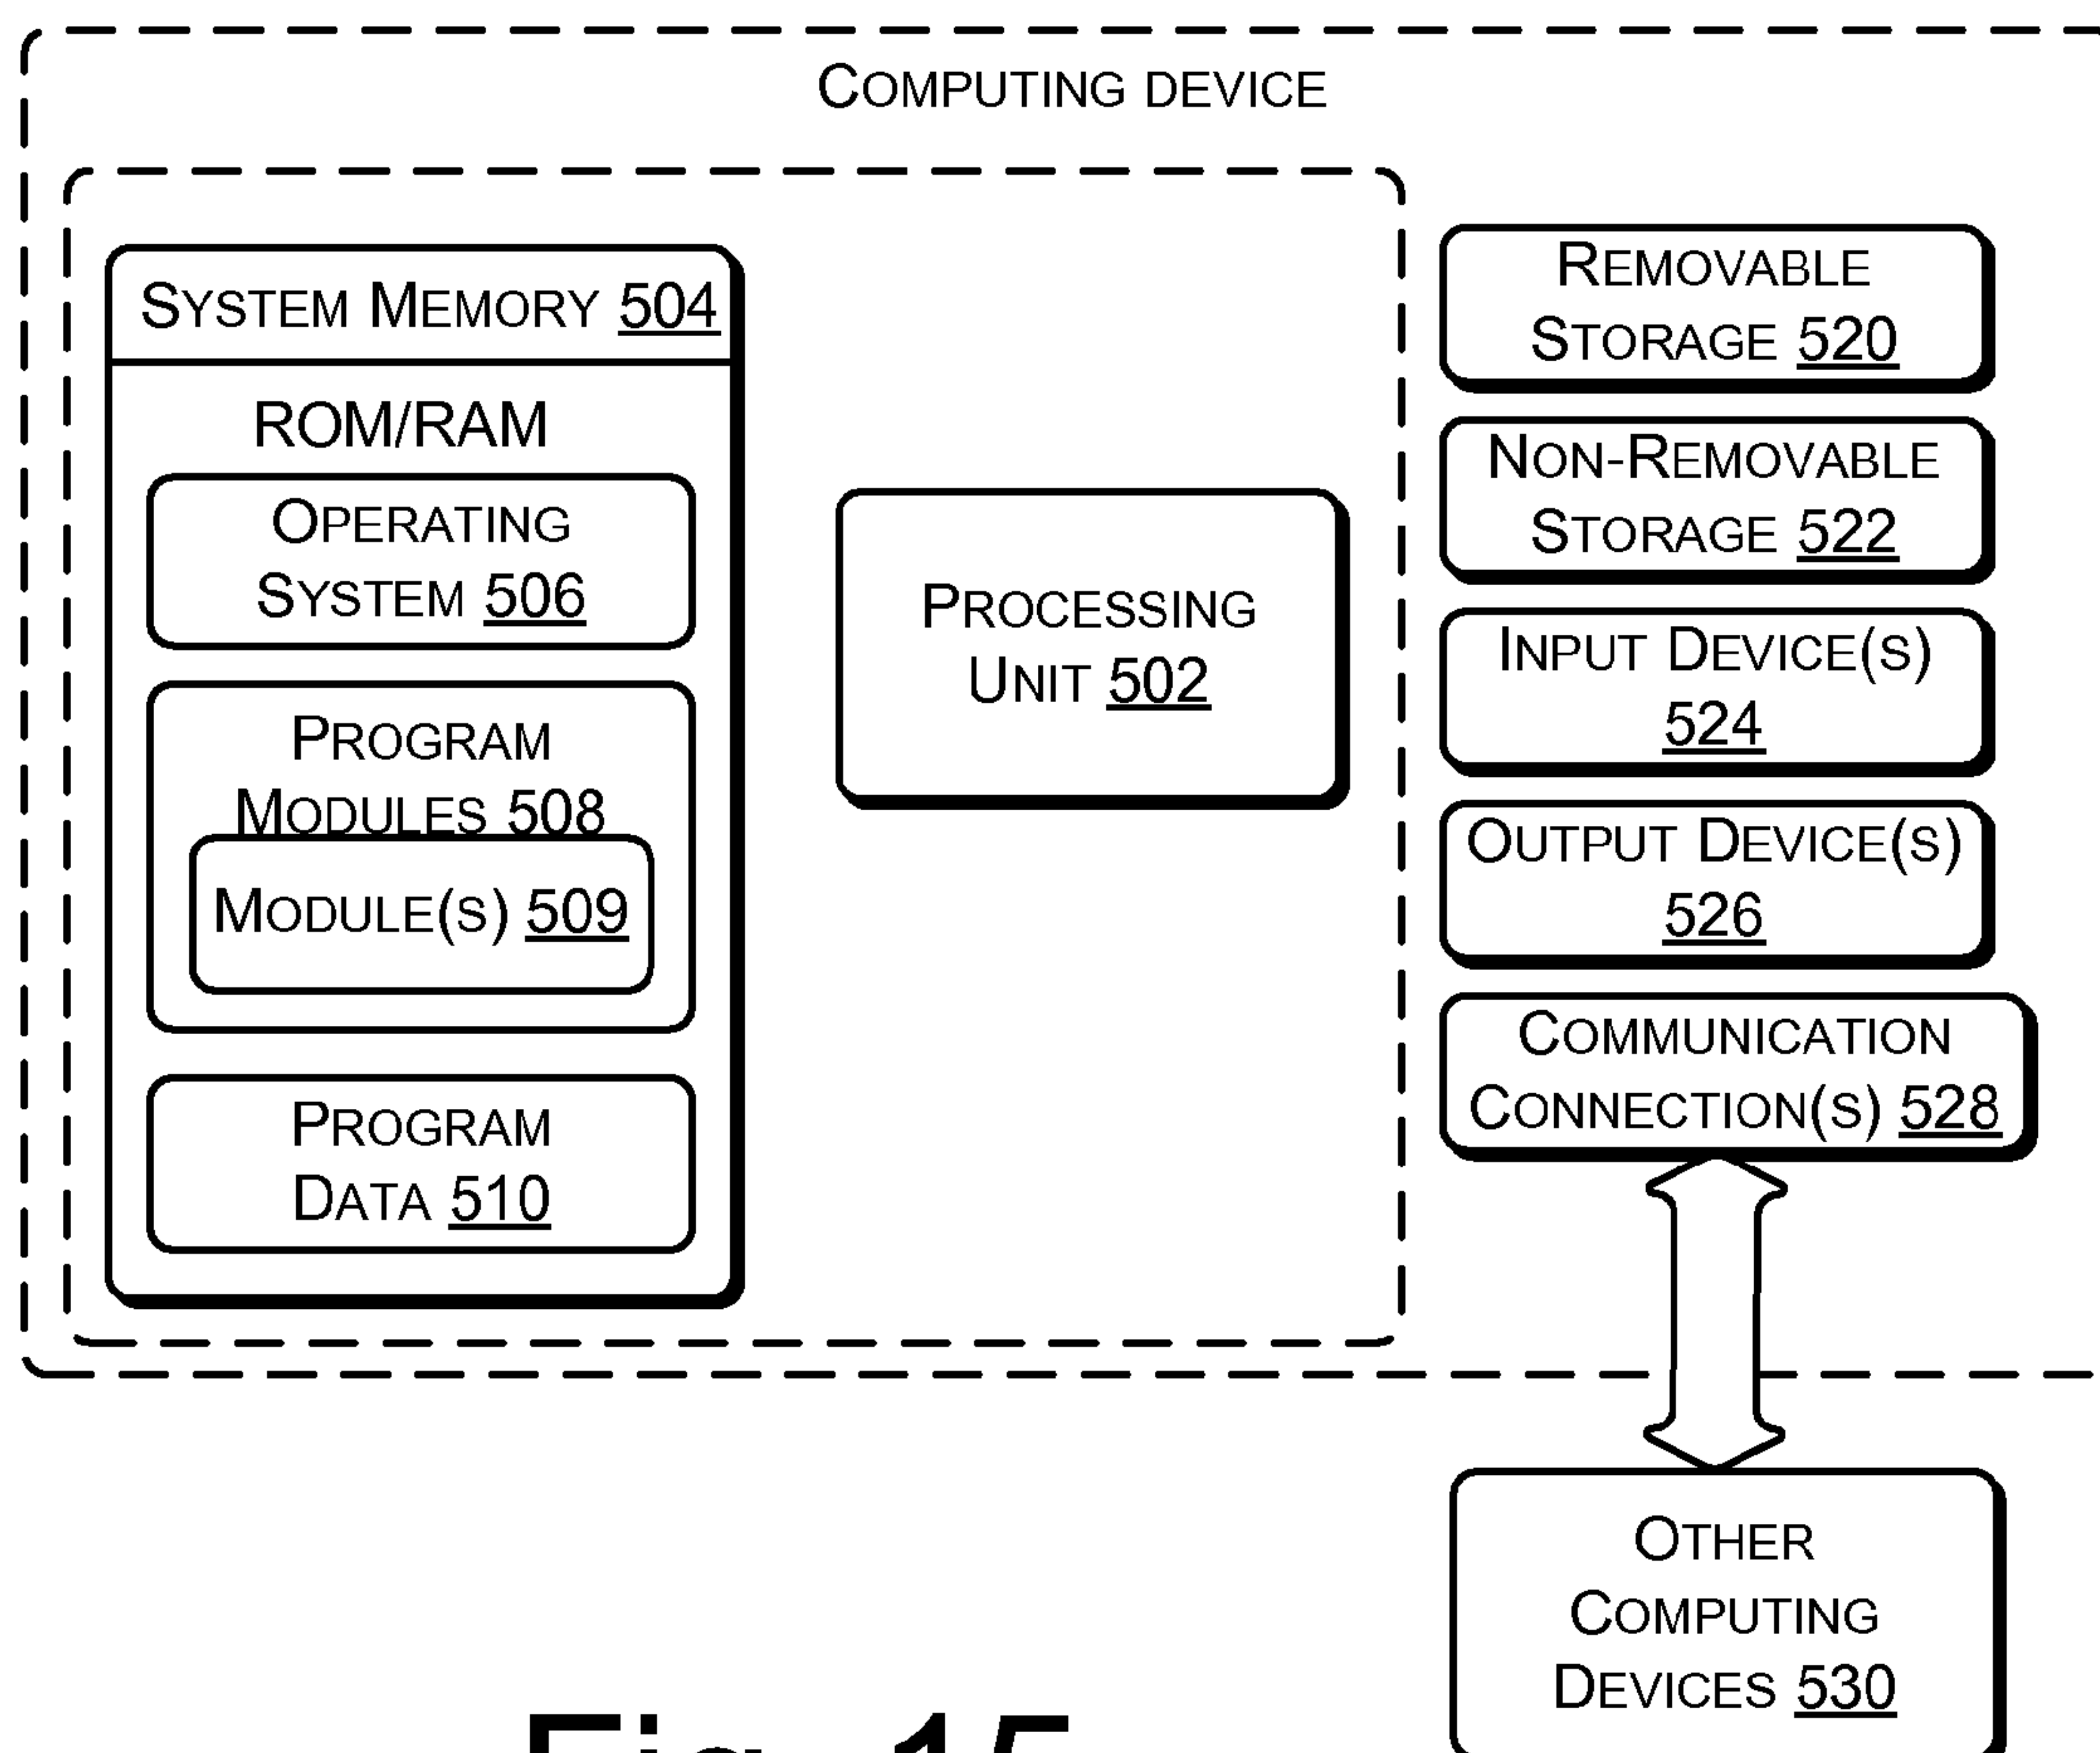 COMPUTING DEVICE
SYSTEM MEMORY 504
ROM/RAM
OPERATING
SYSTEM 506
PROGRAM
MODULES 508
MODULE(S) 509
PROGRAM
DATA 510
PROCESSING
UNIT 502
REMOVABLE
STORAGE 520
NON-REMOVABLE
STORAGE 522
INPUT DEVICE(S)
524
OUTPUT DEVICE(S)
526
COMMUNICATION
CONNECTION(S) 528
OTHER
COMPUTING
DEVICES 530
Fig. 15